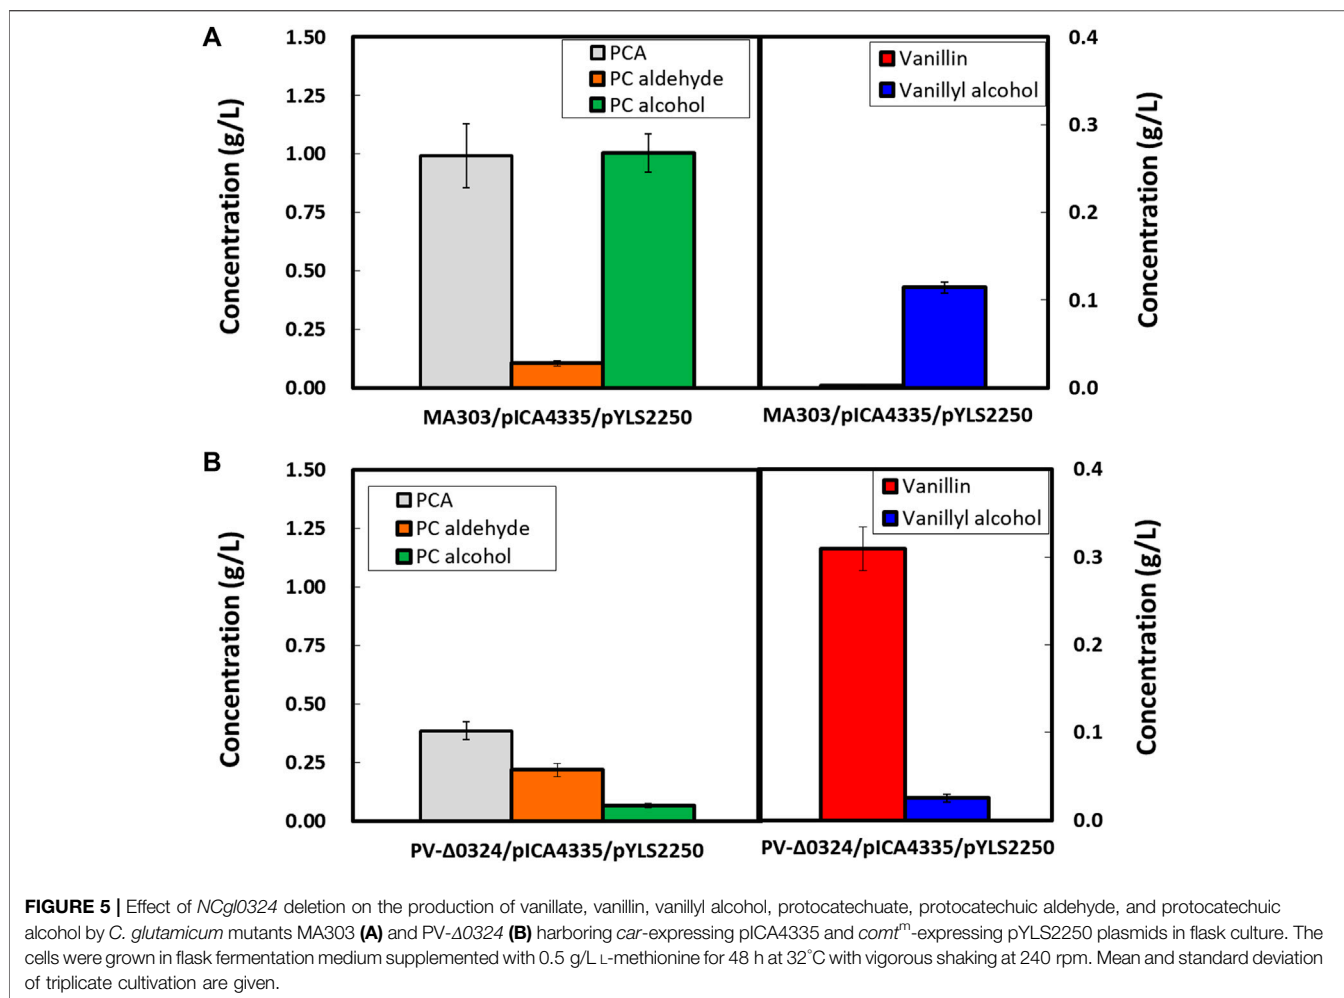 A
1.50
1.25
1.00
0.75
0.50
0.25
0.00
Concentration (g/L)
PCA
PC aldehyde
PC alcohol
MA303/pICA4335/pYLS2250
Vanillin
Vanillyl alcohol
0.4
0.3
0.2
0.1
0.0
Concentration (g/L)
MA303/pICA4335/pYLS2250
B
1.50
1.25
1.00
0.75
0.50
0.25
0.00
Concentration (g/L)
PCA
PC aldehyde
PC alcohol
PV-Δ0324/pICA4335/pYLS2250
Vanillin
Vanillyl alcohol
0.4
0.3
0.2
0.1
0.0
Concentration (g/L)
PV-Δ0324/pICA4335/pYLS2250
FIGURE 5 | Effect of NCgl0324 deletion on the production of vanillate, vanillin, vanillyl alcohol, protocatechuate, protocatechuic aldehyde, and protocatechuic
alcohol by C. glutamicum mutants MA303 (A) and PV-Δ0324 (B) harboring car-expressing pICA4335 and comtᵐ-expressing pYLS2250 plasmids in flask culture. The
cells were grown in flask fermentation medium supplemented with 0.5 g/L L-methionine for 48 h at 32°C with vigorous shaking at 240 rpm. Mean and standard deviation
of triplicate cultivation are given.